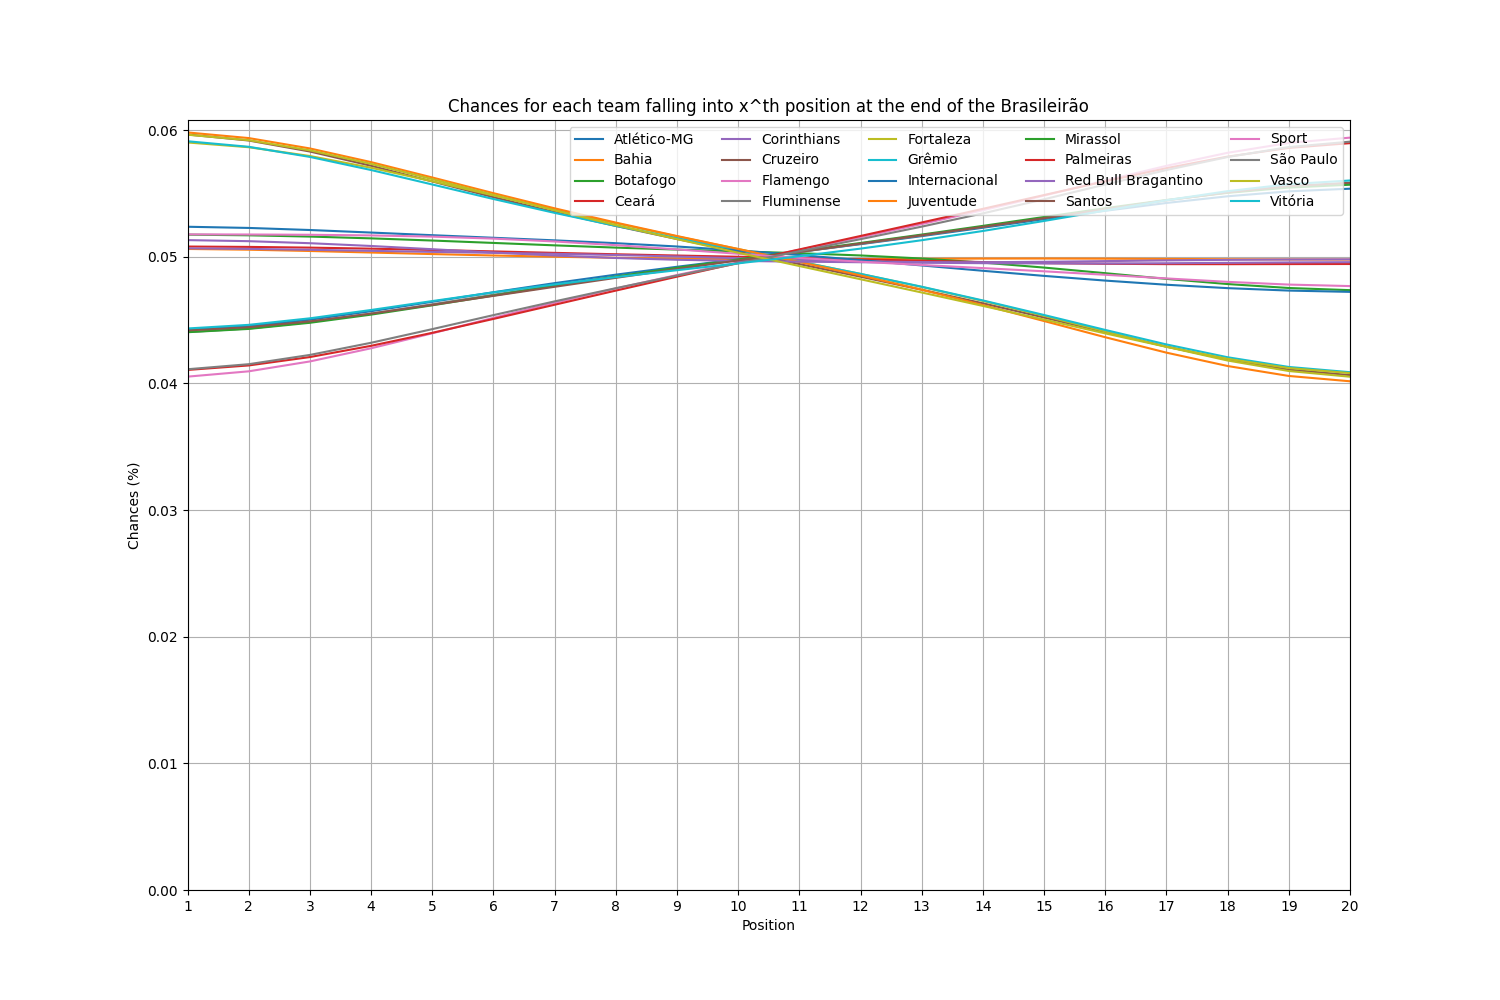 Chances for each team falling into x^th position at the end of the Brasileirão
Atlético-MG Corinthians Fortaleza Mirassol Sport
Bahia Cruzeiro Grêmio Palmeiras São Paulo
Botafogo Flamengo Internacional Red Bull Bragantino Vasco
Ceará Fluminense Juventude Santos Vitória
0.06
0.05
0.04
0.03
0.02
0.01
0.00
Chances (%)
1 2 3 4 5 6 7 8 9 10 11 12 13 14 15 16 17 18 19 20
Position